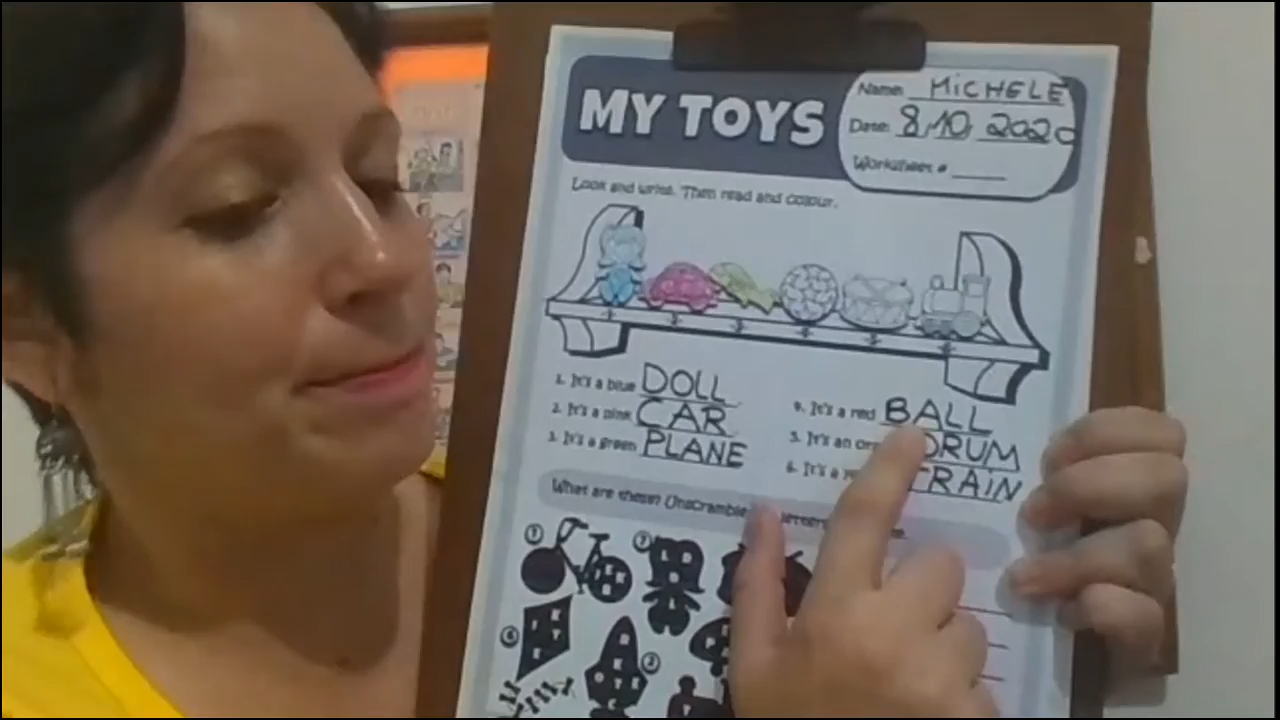 MY TOYS
Name: MiCHELE
Date: 8,10, 2020
Worksheet # ____
Look and write. Then read and colour.
1. It's a blue DOLL
2. It's a pink CAR
3. It's a green PLANE
4. It's a red BALL
5. It's an DRUM
6. It's a TRAiN
What are these? Unscramble letters